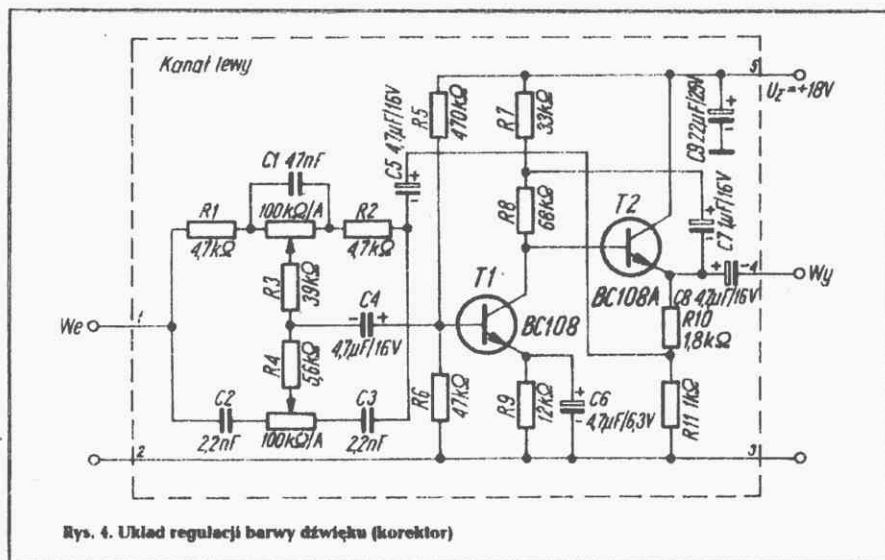 Kanał lewy
5
Uz=+18V
R5
470kΩ
R7
33kΩ
C9 22µF/25V
C5 4,7µF/16V
C1 47nF
R1
100kΩ/A
R2
4,7kΩ
4,7kΩ
R8
68kΩ
T2
C7 1µF/16V
R3
39kΩ
T1
BC108A
C8 4,7µF/16V
4
Wy
We
1
C4
4,7µF/16V
BC108
R10
1,8kΩ
R4
5,6kΩ
C2
2,2nF
100kΩ/A
C3
2,2nF
R6
47kΩ
R9
12kΩ
C6
4,7µF/6,3V
R11 1kΩ
2
3
Rys. 4. Układ regulacji barwy dźwięku (korektor)